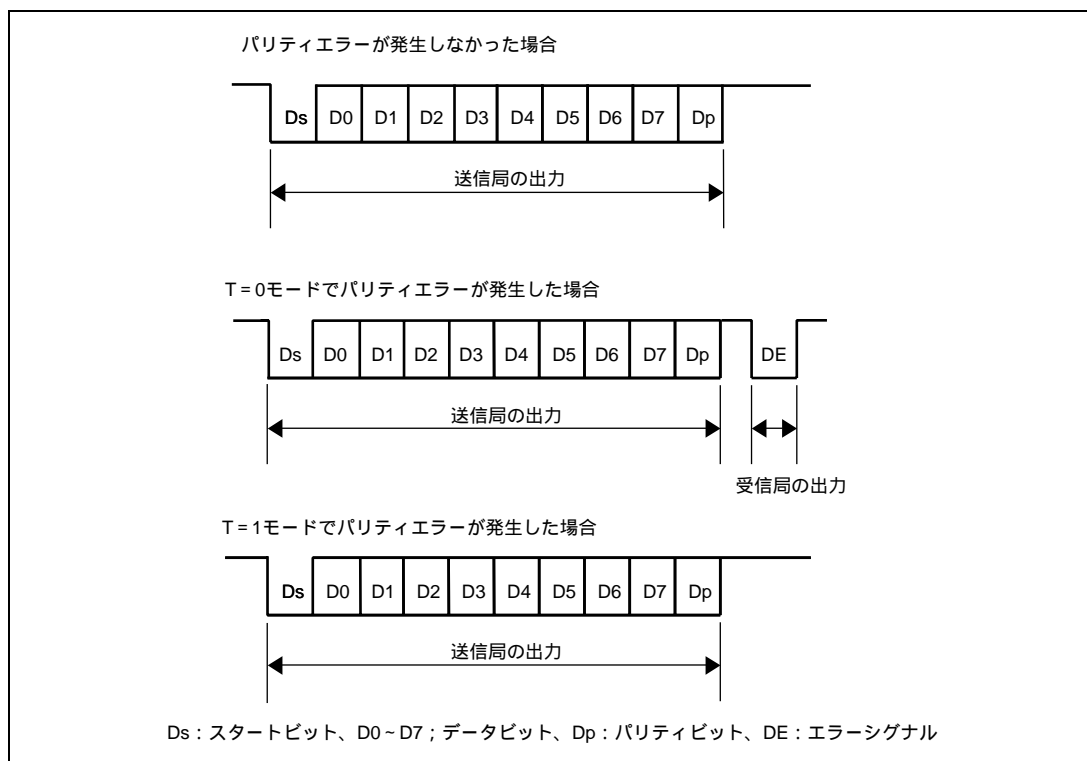 パリティエラーが発生しなかった場合
Ds D0 D1 D2 D3 D4 D5 D6 D7 Dp
送信局の出力
T = 0モードでパリティエラーが発生した場合
Ds D0 D1 D2 D3 D4 D5 D6 D7 Dp DE
送信局の出力
受信局の出力
T = 1モードでパリティエラーが発生した場合
Ds D0 D1 D2 D3 D4 D5 D6 D7 Dp
送信局の出力
Ds：スタートビット、D0～D7；データビット、Dp：パリティビット、DE：エラーシグナル